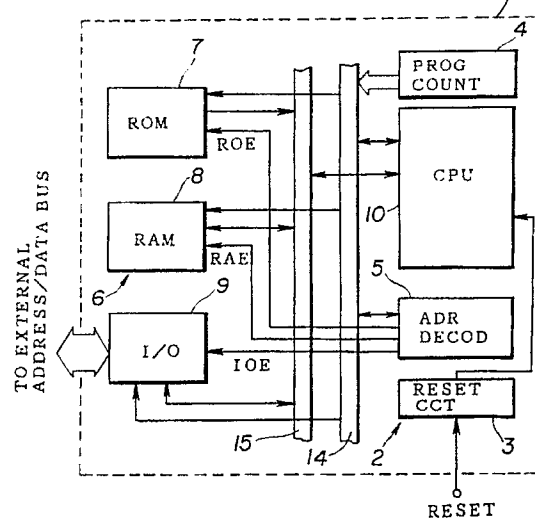 4
7
PROG
COUNT
ROM
ROE
8
CPU
10
RAM
RAE
6
9
5
ADR
DECOD
TO EXTERNAL
ADDRESS/DATA BUS
I/O
IOE
RESET
CCT
15
14
2
3
RESET